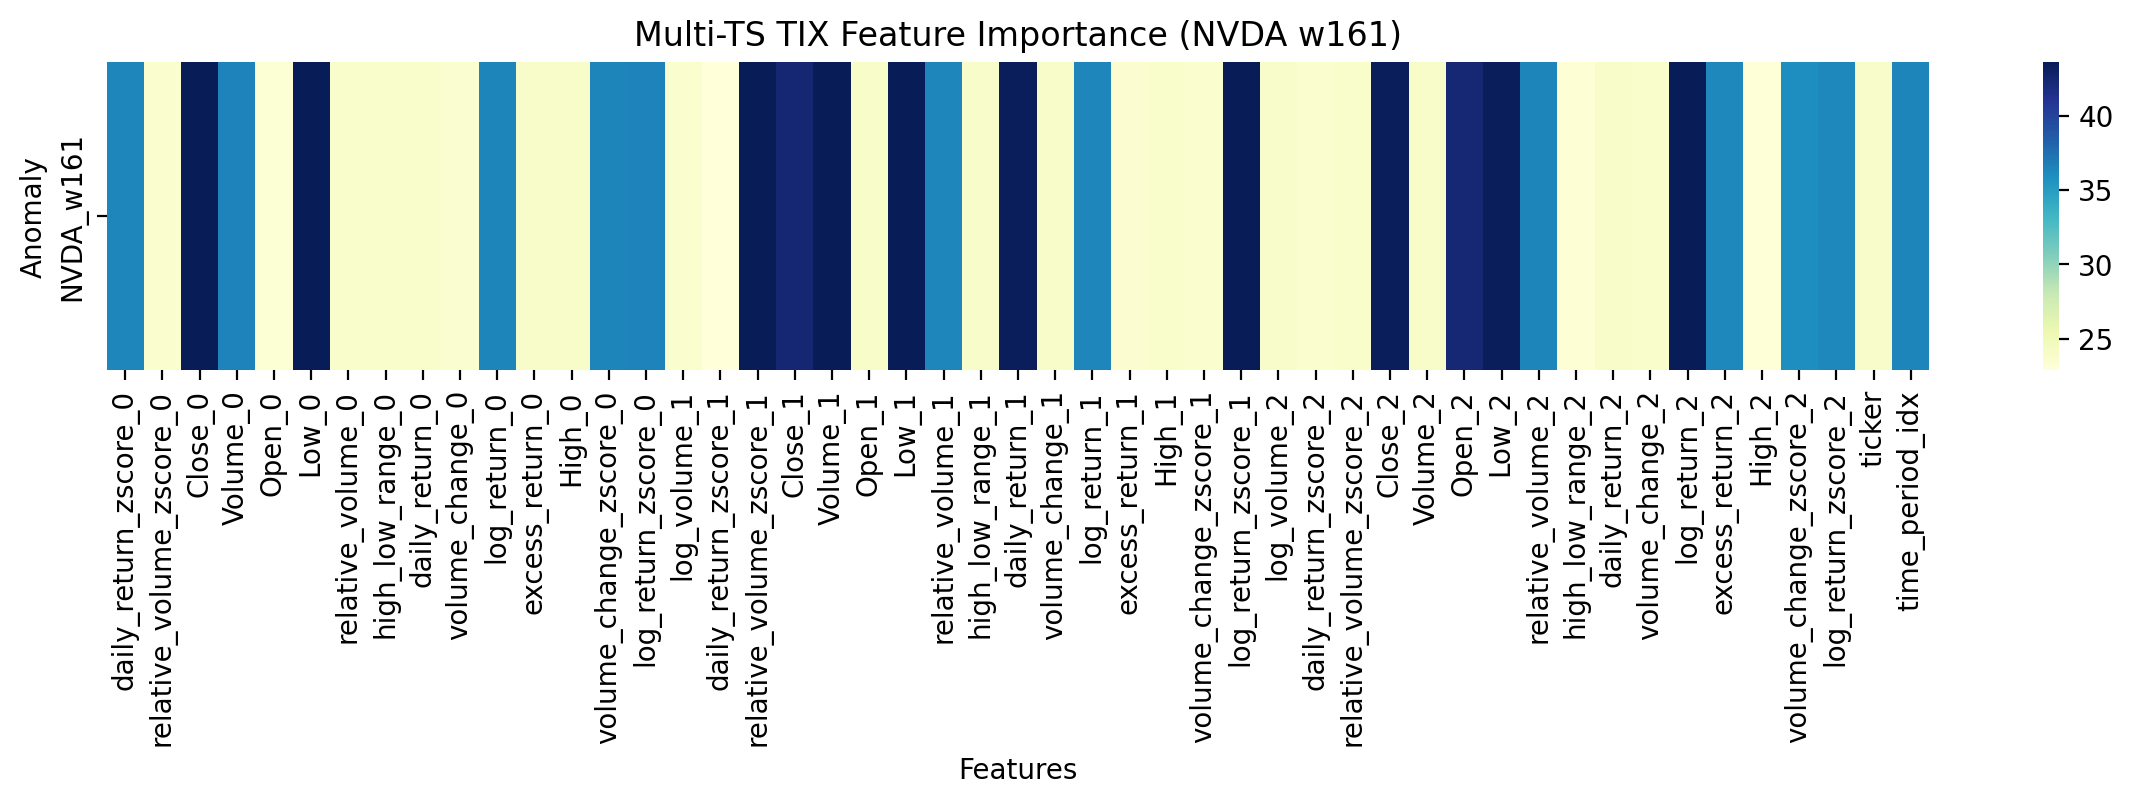 Multi-TS TIX Feature Importance (NVDA w161)
Anomaly
NVDA_w161
40
35
30
25
daily_return_zscore_0
relative_volume_zscore_0
Close_0
Volume_0
Open_0
Low_0
relative_volume_0
high_low_range_0
daily_return_0
volume_change_0
log_return_0
excess_return_0
High_0
volume_change_zscore_0
log_return_zscore_0
log_volume_1
daily_return_zscore_1
relative_volume_zscore_1
Close_1
Volume_1
Open_1
Low_1
relative_volume_1
high_low_range_1
daily_return_1
volume_change_1
log_return_1
excess_return_1
High_1
volume_change_zscore_1
log_return_zscore_1
log_volume_2
daily_return_zscore_2
relative_volume_zscore_2
Close_2
Volume_2
Open_2
Low_2
relative_volume_2
high_low_range_2
daily_return_2
volume_change_2
log_return_2
excess_return_2
High_2
volume_change_zscore_2
log_return_zscore_2
ticker
time_period_idx
Features